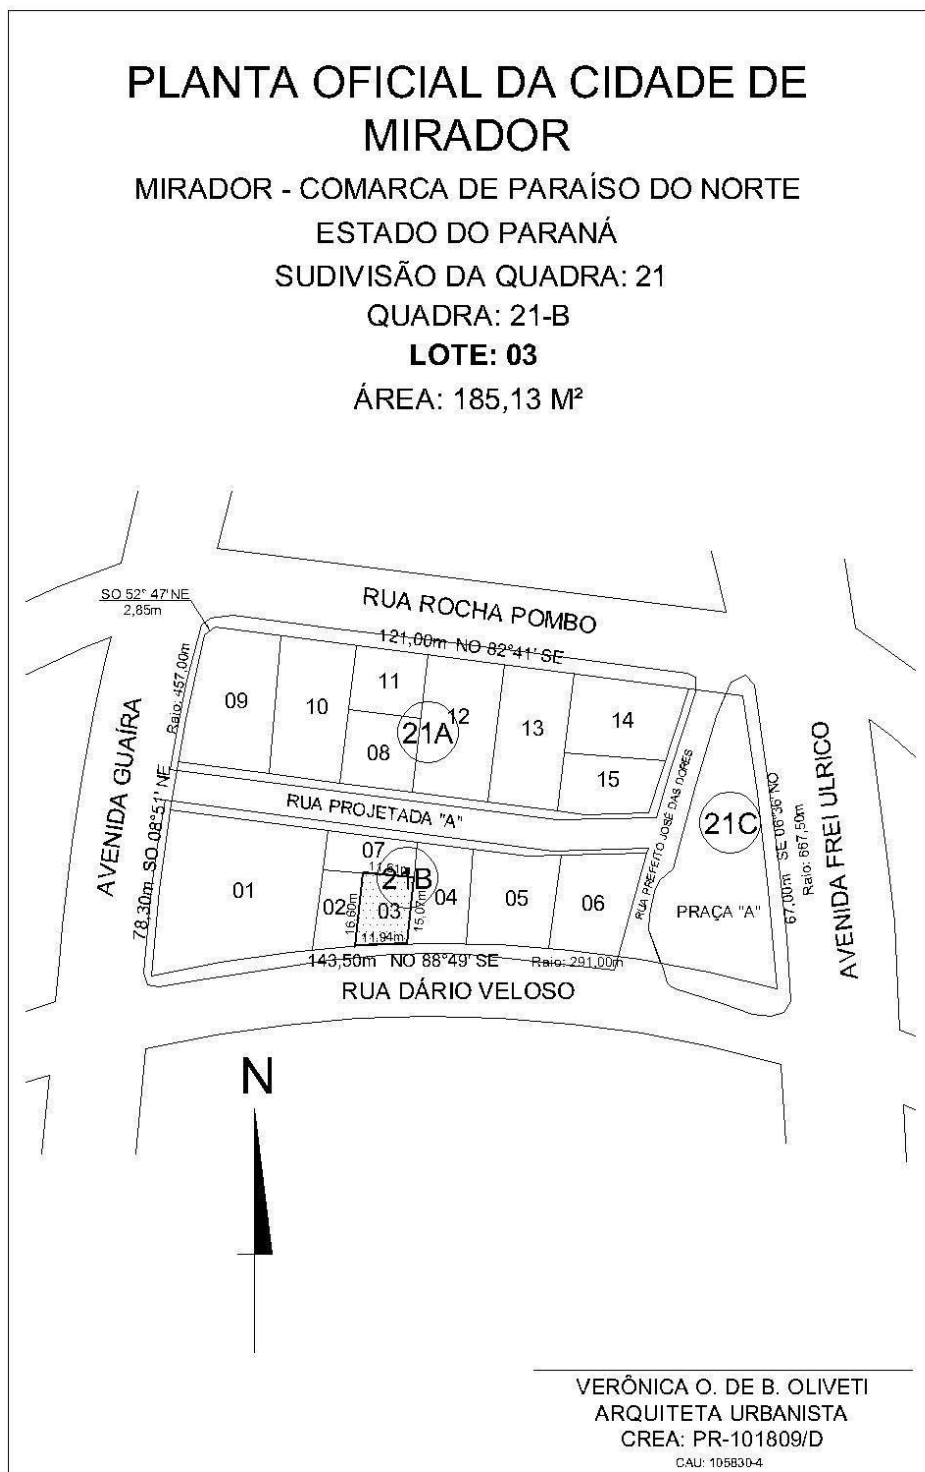 PLANTA OFICIAL DA CIDADE DE
MIRADOR
MIRADOR - COMARCA DE PARAÍSO DO NORTE
ESTADO DO PARANÁ
SUDIVISÃO DA QUADRA: 21
QUADRA: 21-B
LOTE: 03
ÁREA: 185,13 M²
SO 52° 47' NE
2,85m
RUA ROCHA POMBO
121,00m NO 82°41' SE
Raio: 457,00m
09
10
11
12
13
14
15
08
21A
AVENIDA GUAÍRA
78,30m SO 08°51' NE
RUA PROJETADA "A"
RUA PREFEITO JOSÉ DAS DORES
21C
PRAÇA "A"
67,00m SE 06°36' NO
Raio: 667,50m
AVENIDA FREI ULRICO
01
02
07
11,61m
21B
16,60m
03
15,07m
11,94m
04
05
06
143,50m NO 88°49' SE
Raio: 291,00m
RUA DÁRIO VELOSO
N
VERÔNICA O. DE B. OLIVETI
ARQUITETA URBANISTA
CREA: PR-101809/D
CAU: 105830-4